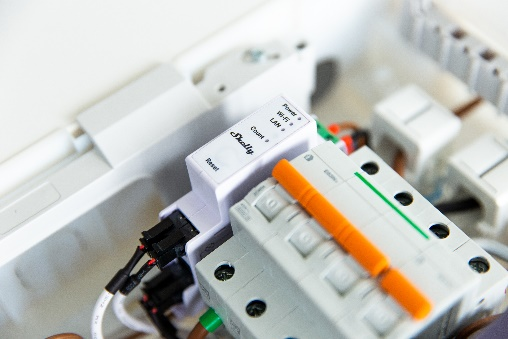 Power
Wi-Fi
LAN
Count
Shelly
Reset